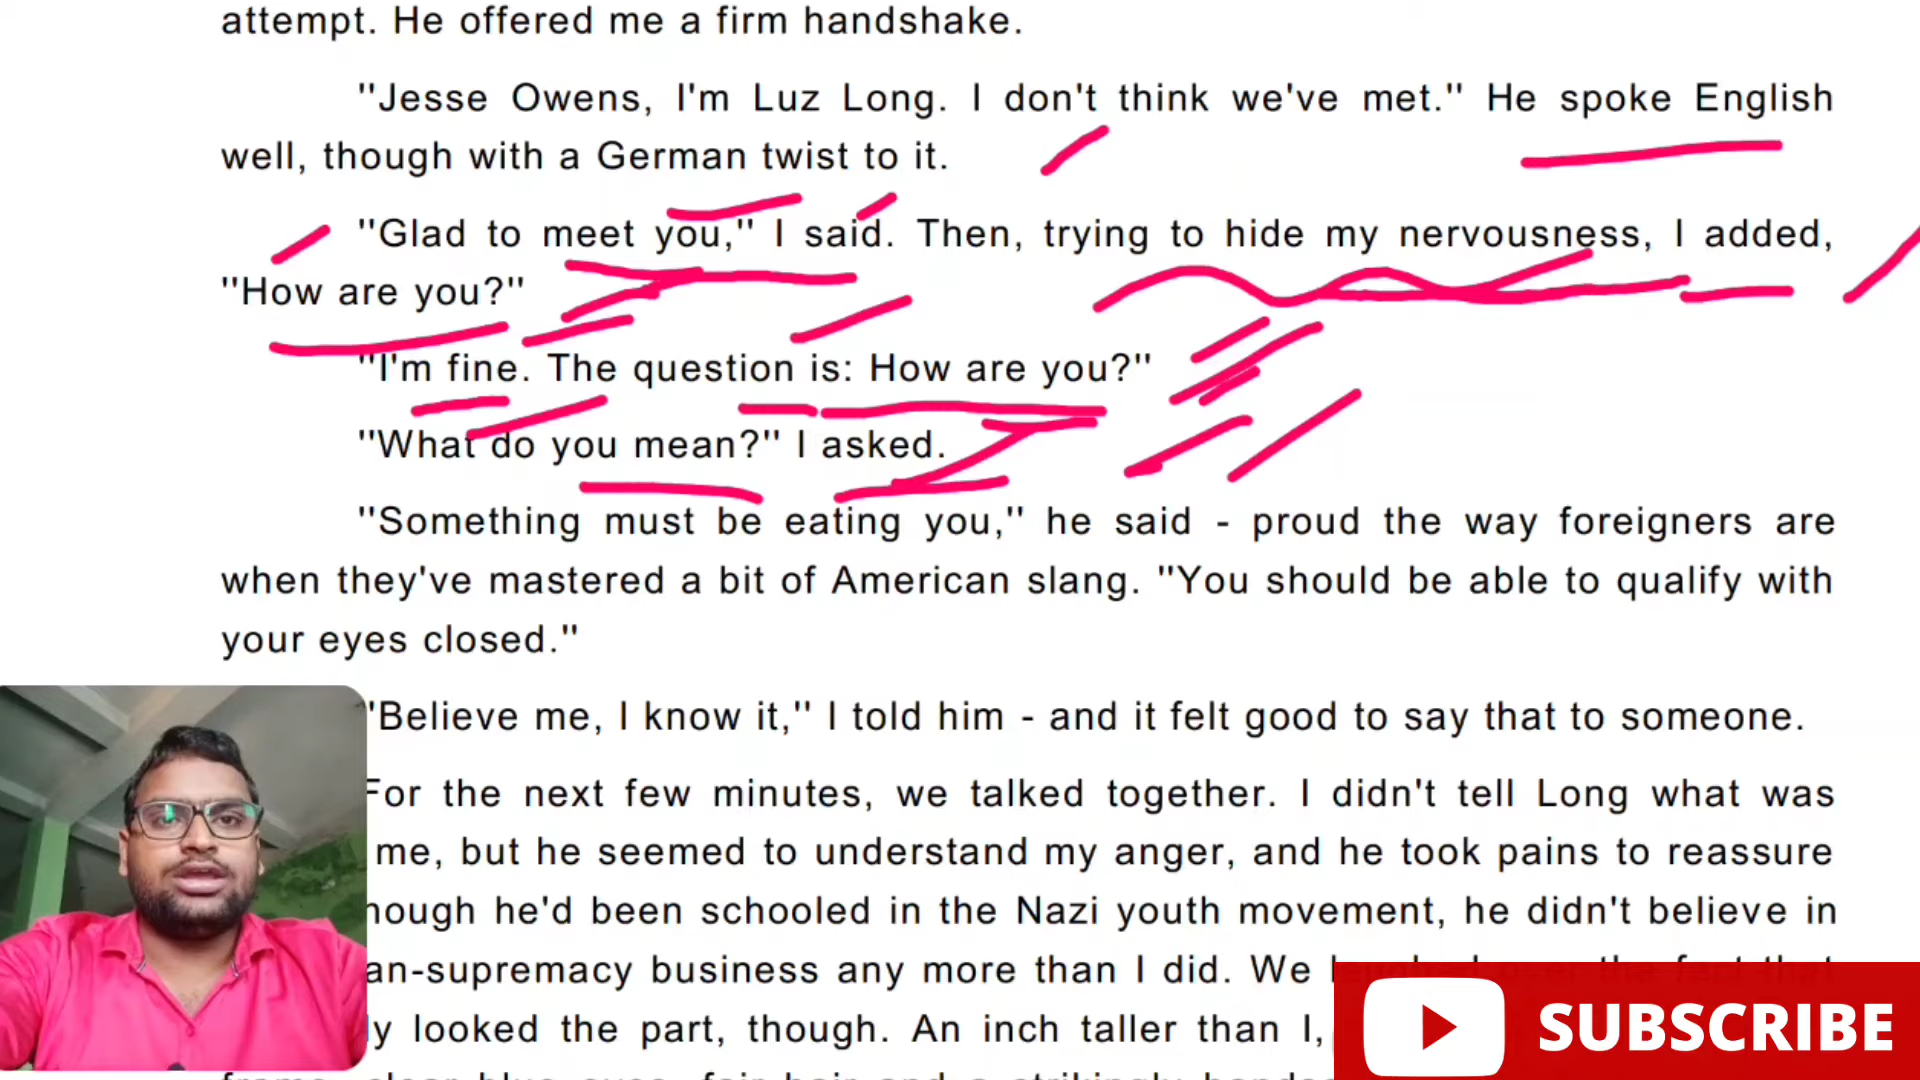 attempt. He offered me a firm handshake.
"Jesse Owens, I'm Luz Long. I don't think we've met." He spoke English
well, though with a German twist to it.
"Glad to meet you," I said. Then, trying to hide my nervousness, I added,
"How are you?"
"I'm fine. The question is: How are you?"
"What do you mean?" I asked.
"Something must be eating you," he said - proud the way foreigners are
when they've mastered a bit of American slang. "You should be able to qualify with
your eyes closed."
"Believe me, I know it," I told him - and it felt good to say that to someone.
For the next few minutes, we talked together. I didn't tell Long what was
me, but he seemed to understand my anger, and he took pains to reassure
hough he'd been schooled in the Nazi youth movement, he didn't believe in
an-supremacy business any more than I did. We
ly looked the part, though. An inch taller than I,
SUBSCRIBE